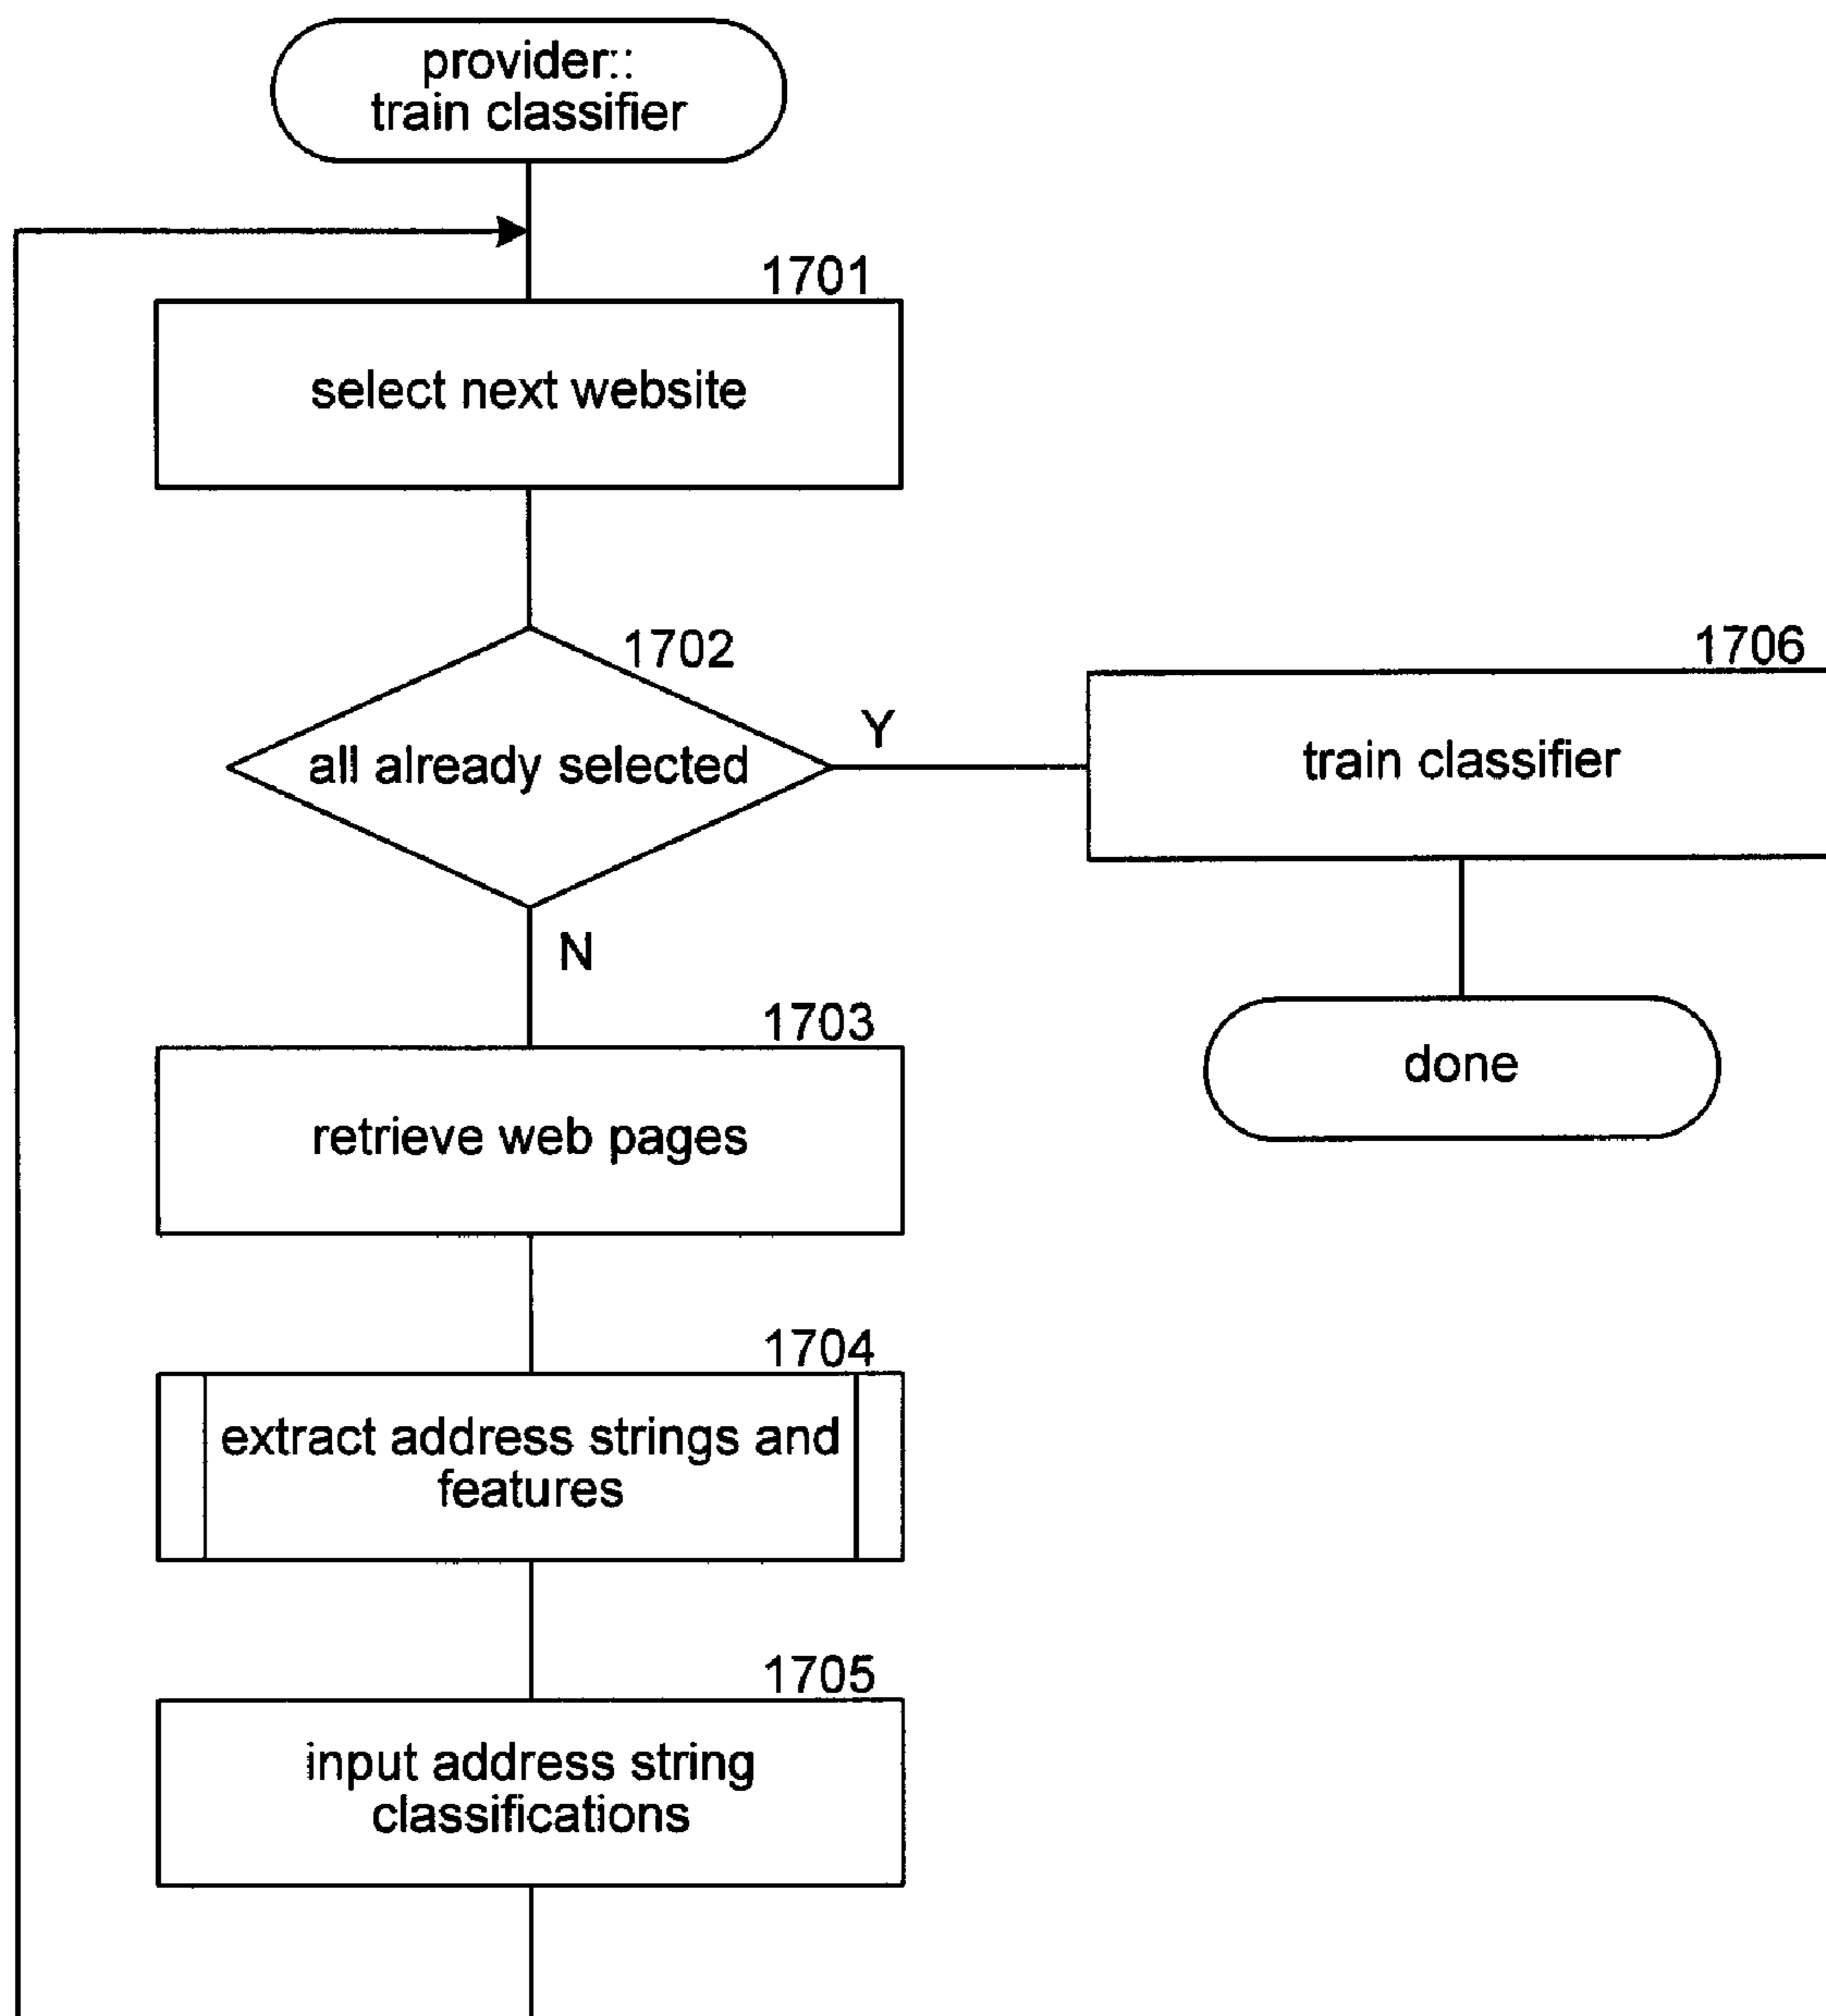 provider::
train classifier
1701
select next website
1702
all already selected
Y
1706
train classifier
N
1703
retrieve web pages
done
1704
extract address strings and
features
1705
input address string
classifications